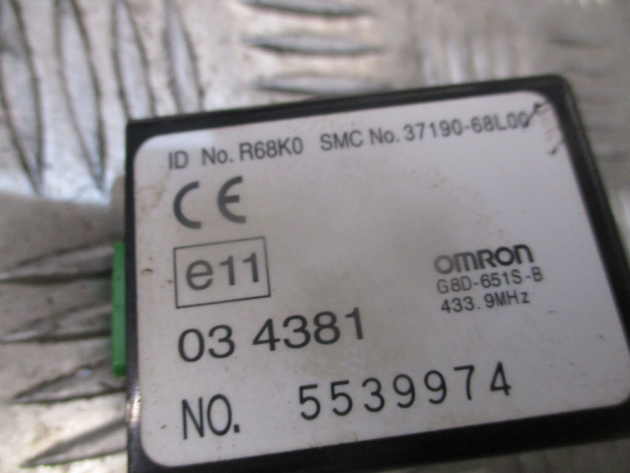 ID No. R68K0 SMC No. 37190-68L00
CE
e11
OMRON
G8D-651S-B
433.9MHz
03 4381
NO. 5539974